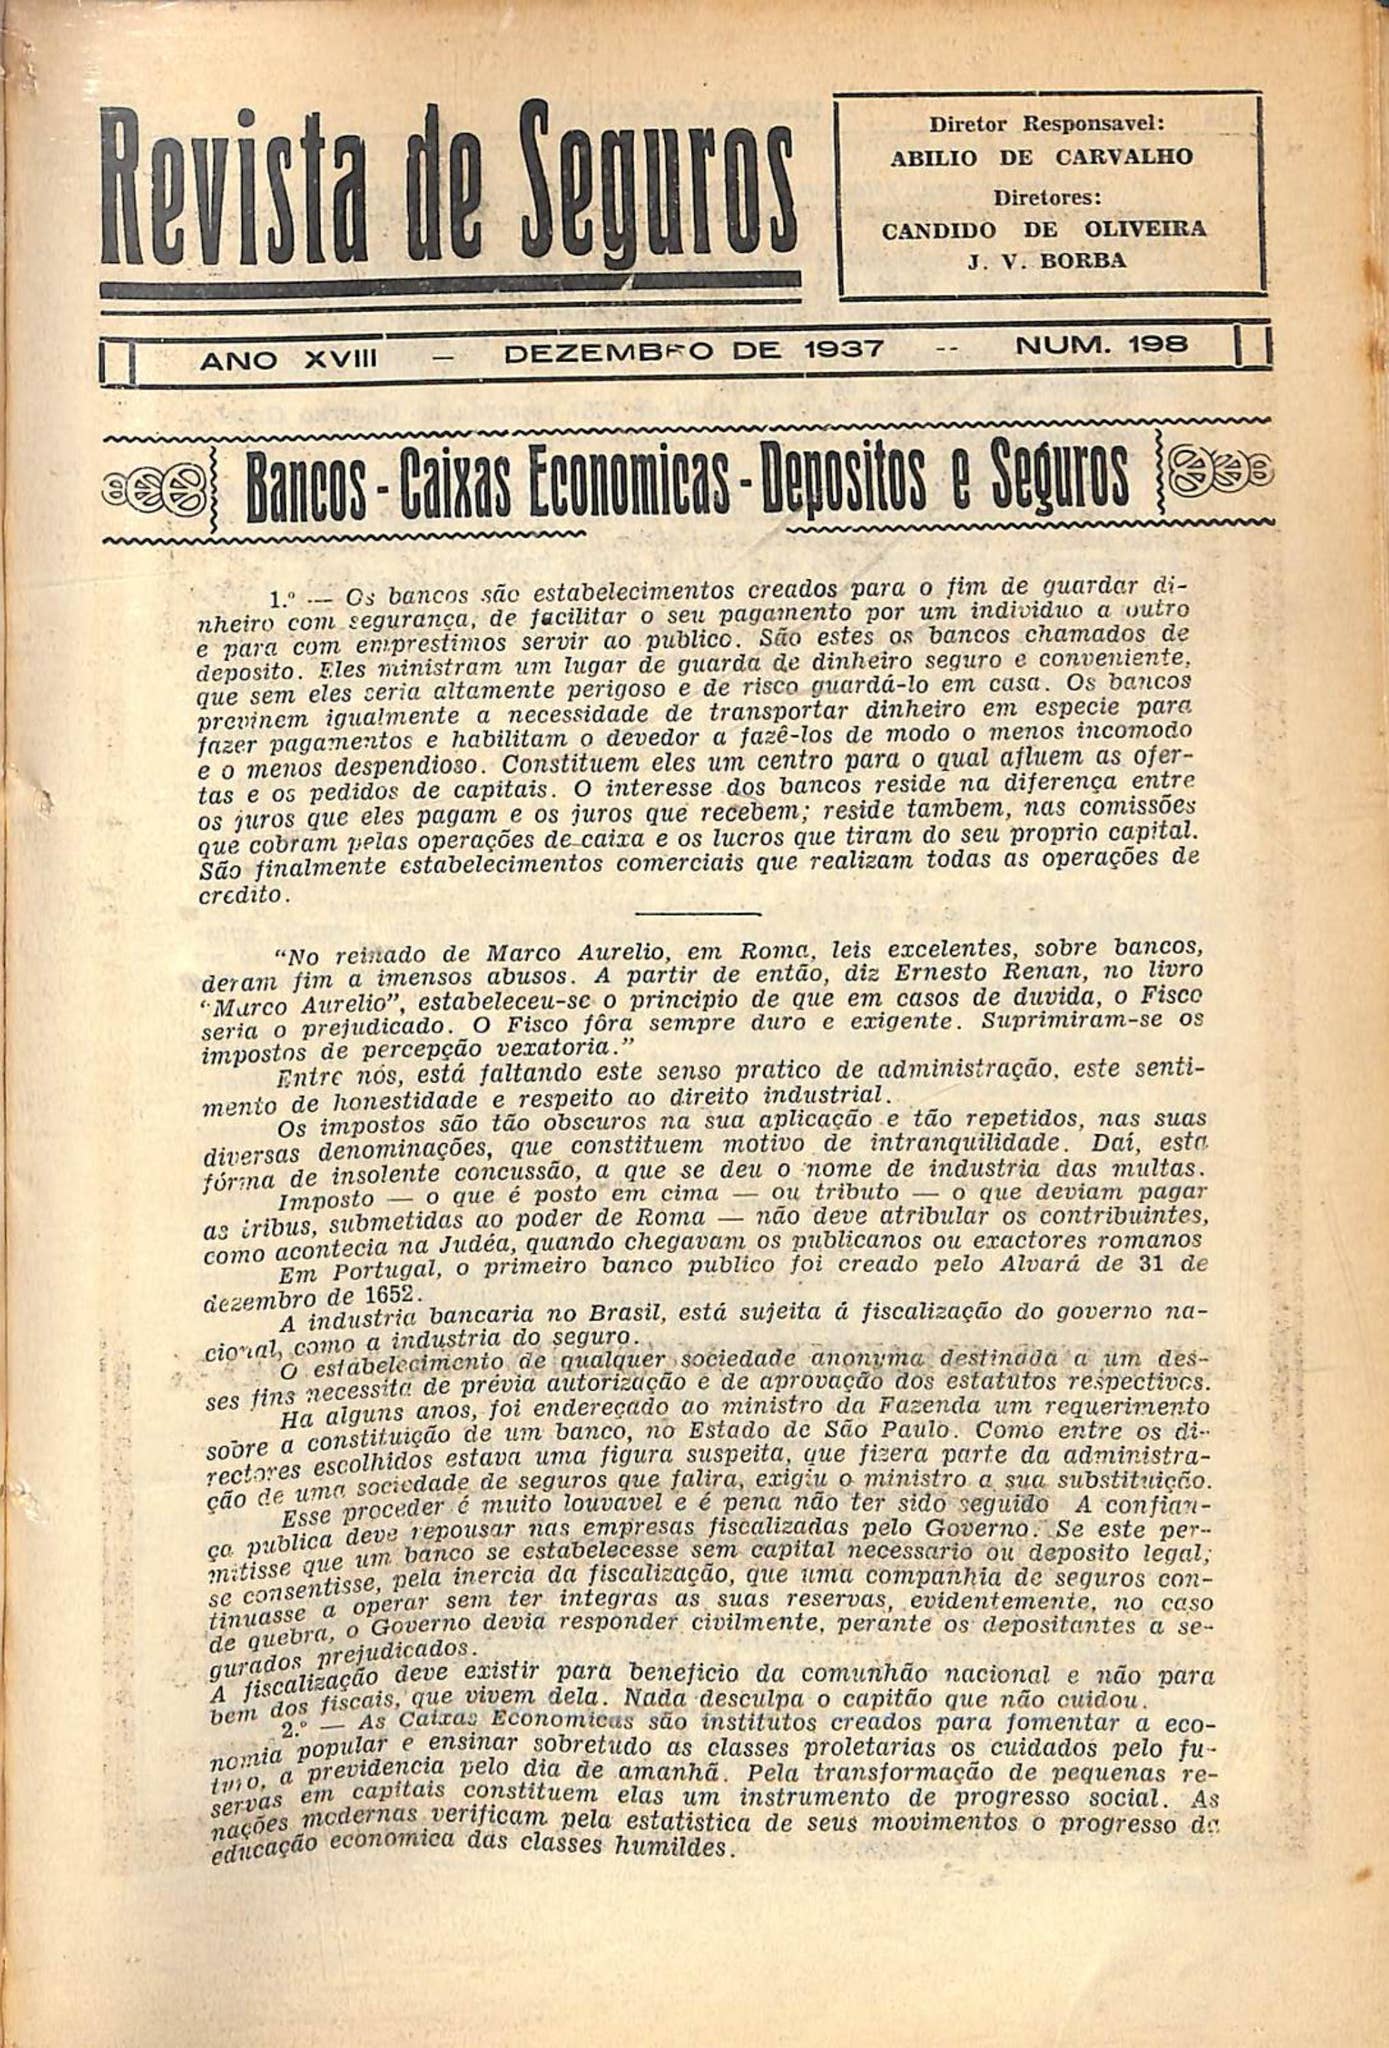 Revista de Seguros
Diretor Responsavel:
ABILIO DE CARVALHO
Diretores:
CANDIDO DE OLIVEIRA
J. V. BORBA
ANO XVIII — DEZEMBRO DE 1937 -- NUM. 198
Bancos - Caixas Economicas - Depositos e Seguros
1.º — Os bancos são estabelecimentos creados para o fim de guardar di-
nheiro com segurança, de facilitar o seu pagamento por um individuo a outro
e para com emprestimos servir ao publico. São estes os bancos chamados de
deposito. Eles ministram um lugar de guarda de dinheiro seguro e conveniente,
que sem eles seria altamente perigoso e de risco guardá-lo em casa. Os bancos
previnem igualmente a necessidade de transportar dinheiro em especie para
fazer pagamentos e habilitam o devedor a fazê-los de modo o menos incomodo
e o menos despendioso. Constituem eles um centro para o qual afluem as ofer-
tas e os pedidos de capitais. O interesse dos bancos reside na diferença entre
os juros que eles pagam e os juros que recebem; reside tambem, nas comissões
que cobram pelas operações de caixa e os lucros que tiram do seu proprio capital.
São finalmente estabelecimentos comerciais que realizam todas as operações de
credito.
“No reinado de Marco Aurelio, em Roma, leis excelentes, sobre bancos,
deram fim a imensos abusos. A partir de então, diz Ernesto Renan, no livro
“Marco Aurelio”, estabeleceu-se o principio de que em casos de duvida, o Fisco
seria o prejudicado. O Fisco fôra sempre duro e exigente. Suprimiram-se os
impostos de percepção vexatoria.”
Entre nós, está faltando este senso pratico de administração, este senti-
mento de honestidade e respeito ao direito industrial.
Os impostos são tão obscuros na sua aplicação e tão repetidos, nas suas
diversas denominações, que constituem motivo de intranquilidade. Daí, esta
fórma de insolente concussão, a que se deu o nome de industria das multas.
Imposto — o que é posto em cima — ou tributo — o que deviam pagar
as tribus, submetidas ao poder de Roma — não deve atribular os contribuintes,
como acontecia na Judéa, quando chegavam os publicanos ou exactores romanos
Em Portugal, o primeiro banco publico foi creado pelo Alvará de 31 de
dezembro de 1652.
A industria bancaria no Brasil, está sujeita á fiscalização do governo na-
cional, como a industria do seguro.
O estabelecimento de qualquer sociedade anonyma destinada a um des-
ses fins necessita de prévia autorização e de aprovação dos estatutos respectivos.
Ha alguns anos, foi endereçado ao ministro da Fazenda um requerimento
sobre a constituição de um banco, no Estado de São Paulo. Como entre os di-
rectores escolhidos estava uma figura suspeita, que fizera parte da administra-
ção de uma sociedade de seguros que falira, exigiu o ministro a sua substituição.
Esse proceder é muito louvavel e é pena não ter sido seguido A confian-
ça publica deve repousar nas empresas fiscalizadas pelo Governo. Se este per-
mitisse que um banco se estabelecesse sem capital necessario ou deposito legal;
se consentisse, pela inercia da fiscalização, que uma companhia de seguros con-
tinuasse a operar sem ter integras as suas reservas, evidentemente, no caso
de quebra, o Governo devia responder civilmente, perante os depositantes a se-
gurados prejudicados.
A fiscalização deve existir para beneficio da comunhão nacional e não para
bem dos fiscais, que vivem dela. Nada desculpa o capitão que não cuidou.
2.º — As Caixas Economicas são institutos creados para fomentar a eco-
nomia popular e ensinar sobretudo as classes proletarias os cuidados pelo fu-
turo, a previdencia pelo dia de amanhã. Pela transformação de pequenas re-
servas em capitais constituem elas um instrumento de progresso social. As
nações modernas verificam pela estatistica de seus movimentos o progresso da
educação economica das classes humildes.